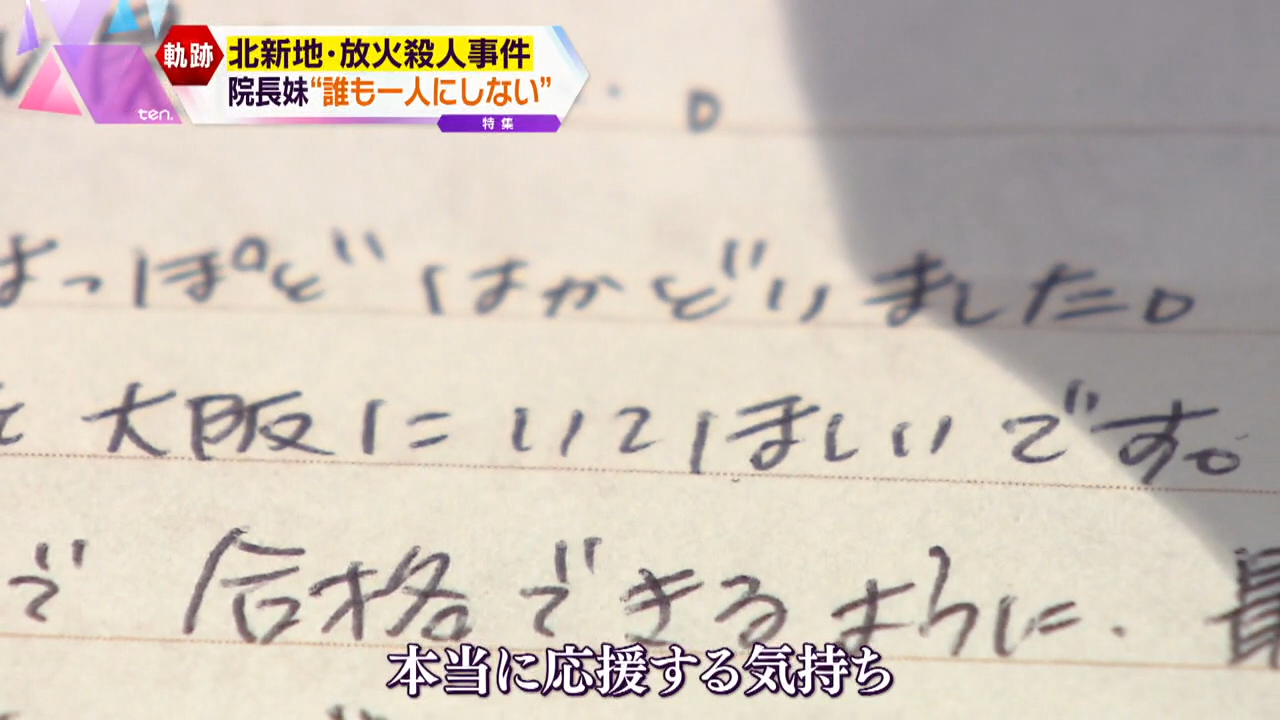 軌跡
北新地・放火殺人事件
院長妹“誰も一人にしない”
特集
ten.
はかどりました。
大阪にいてほしいです。
で合格できるように.
本当に応援する気持ち